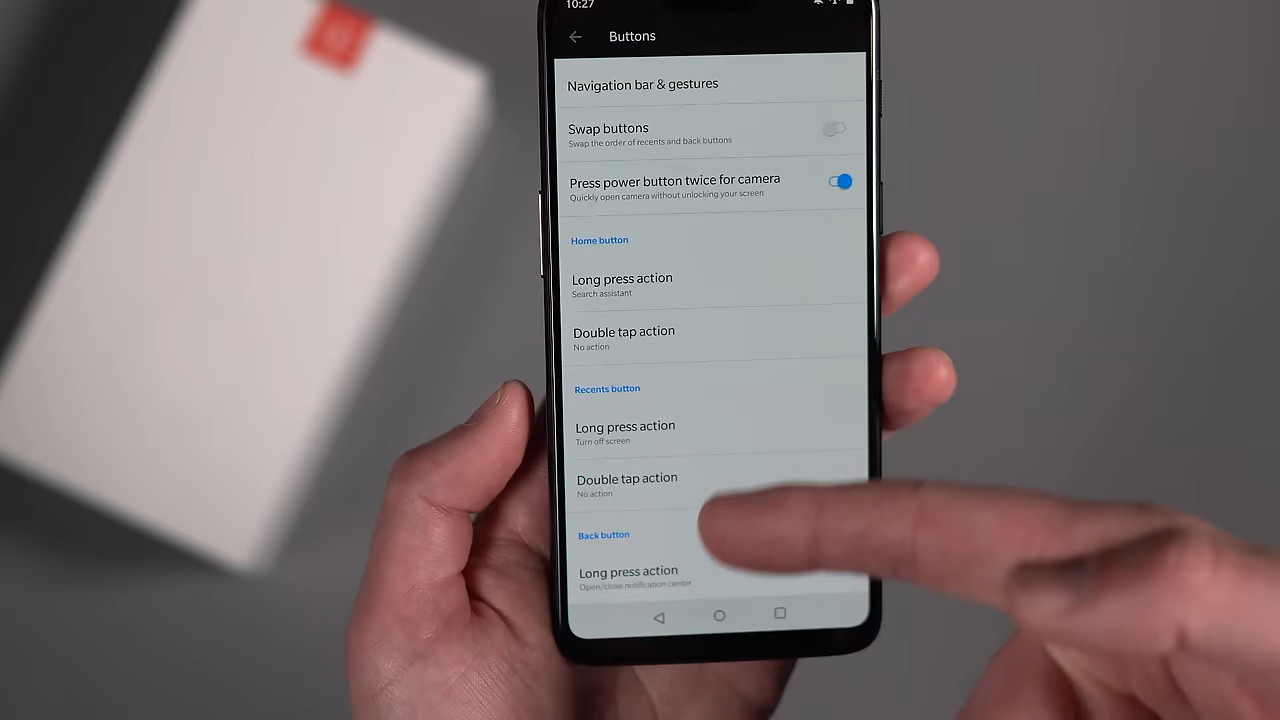 10:27
Buttons
Navigation bar & gestures
Swap buttons
Swap the order of recents and back buttons
Press power button twice for camera
Quickly open camera without unlocking your screen
Home button
Long press action
Search assistant
Double tap action
No action
Recents button
Long press action
Turn off screen
Double tap action
No action
Back button
Long press action
Open/close notification center